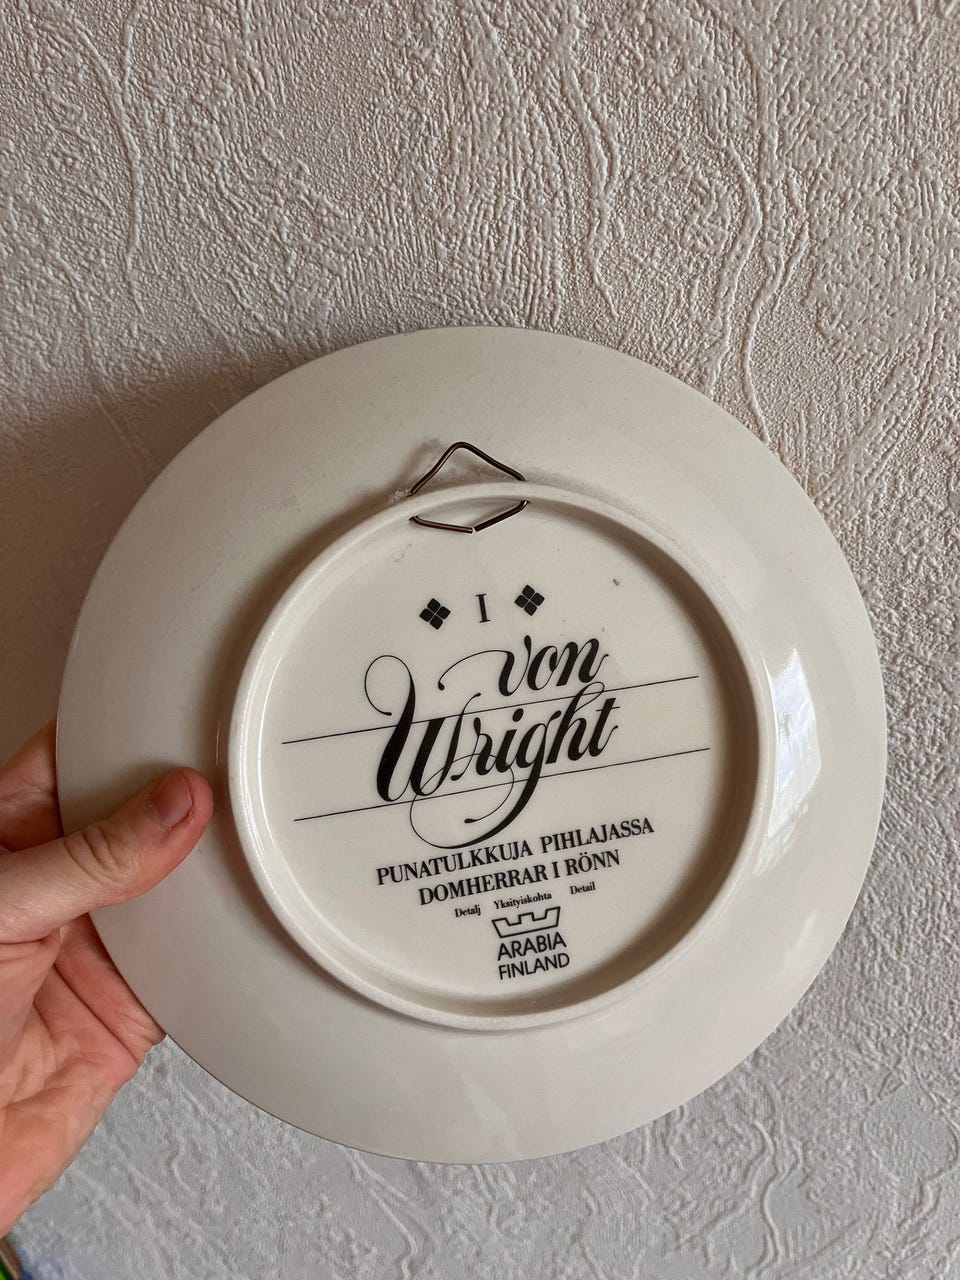 I
von
Wright
PUNATULKKUJA PIHLAJASSA
DOMHERRAR I RÖNN
Detalj Yksityiskohta Detail
ARABIA
FINLAND